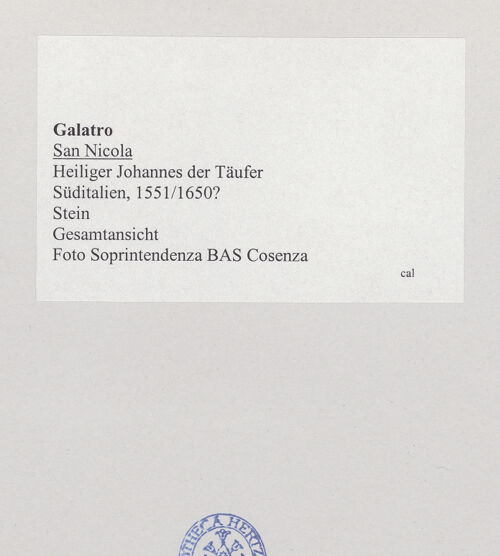 Galatro
San Nicola
Heiliger Johannes der Täufer
Süditalien, 1551/1650?
Stein
Gesamtansicht
Foto Soprintendenza BAS Cosenza
cal